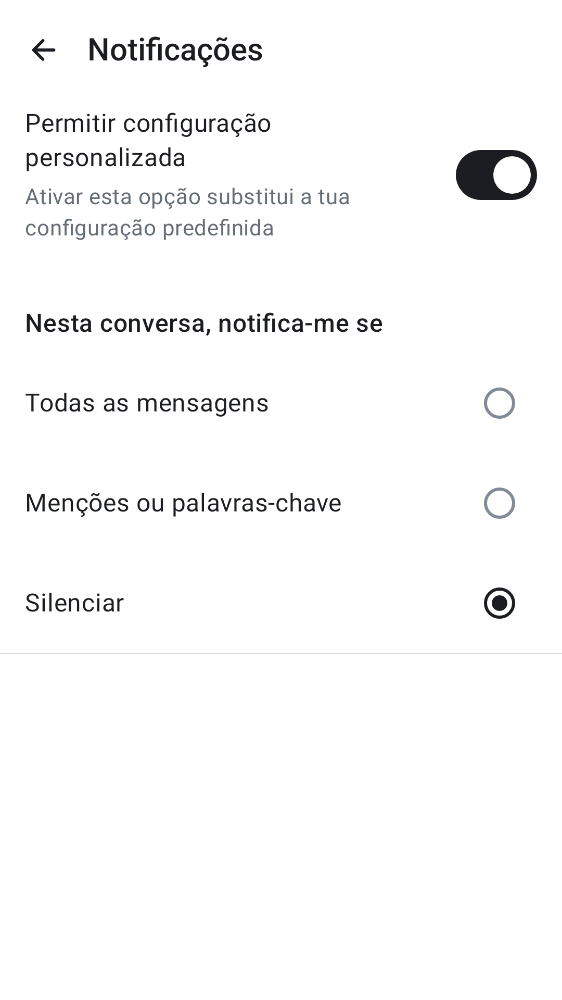 Notificações
Permitir configuração
personalizada
Ativar esta opção substitui a tua
configuração predefinida
Nesta conversa, notifica-me se
Todas as mensagens
Menções ou palavras-chave
Silenciar